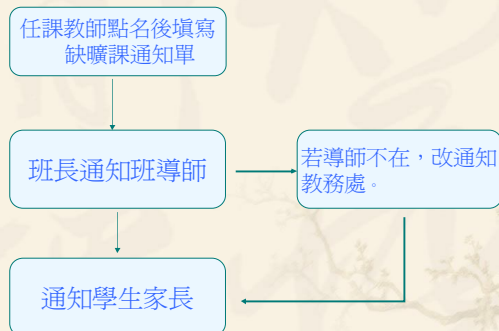 任課教師點名後填寫
缺曠課通知單
班長通知班導師
若導師不在，改通知
教務處。
通知學生家長